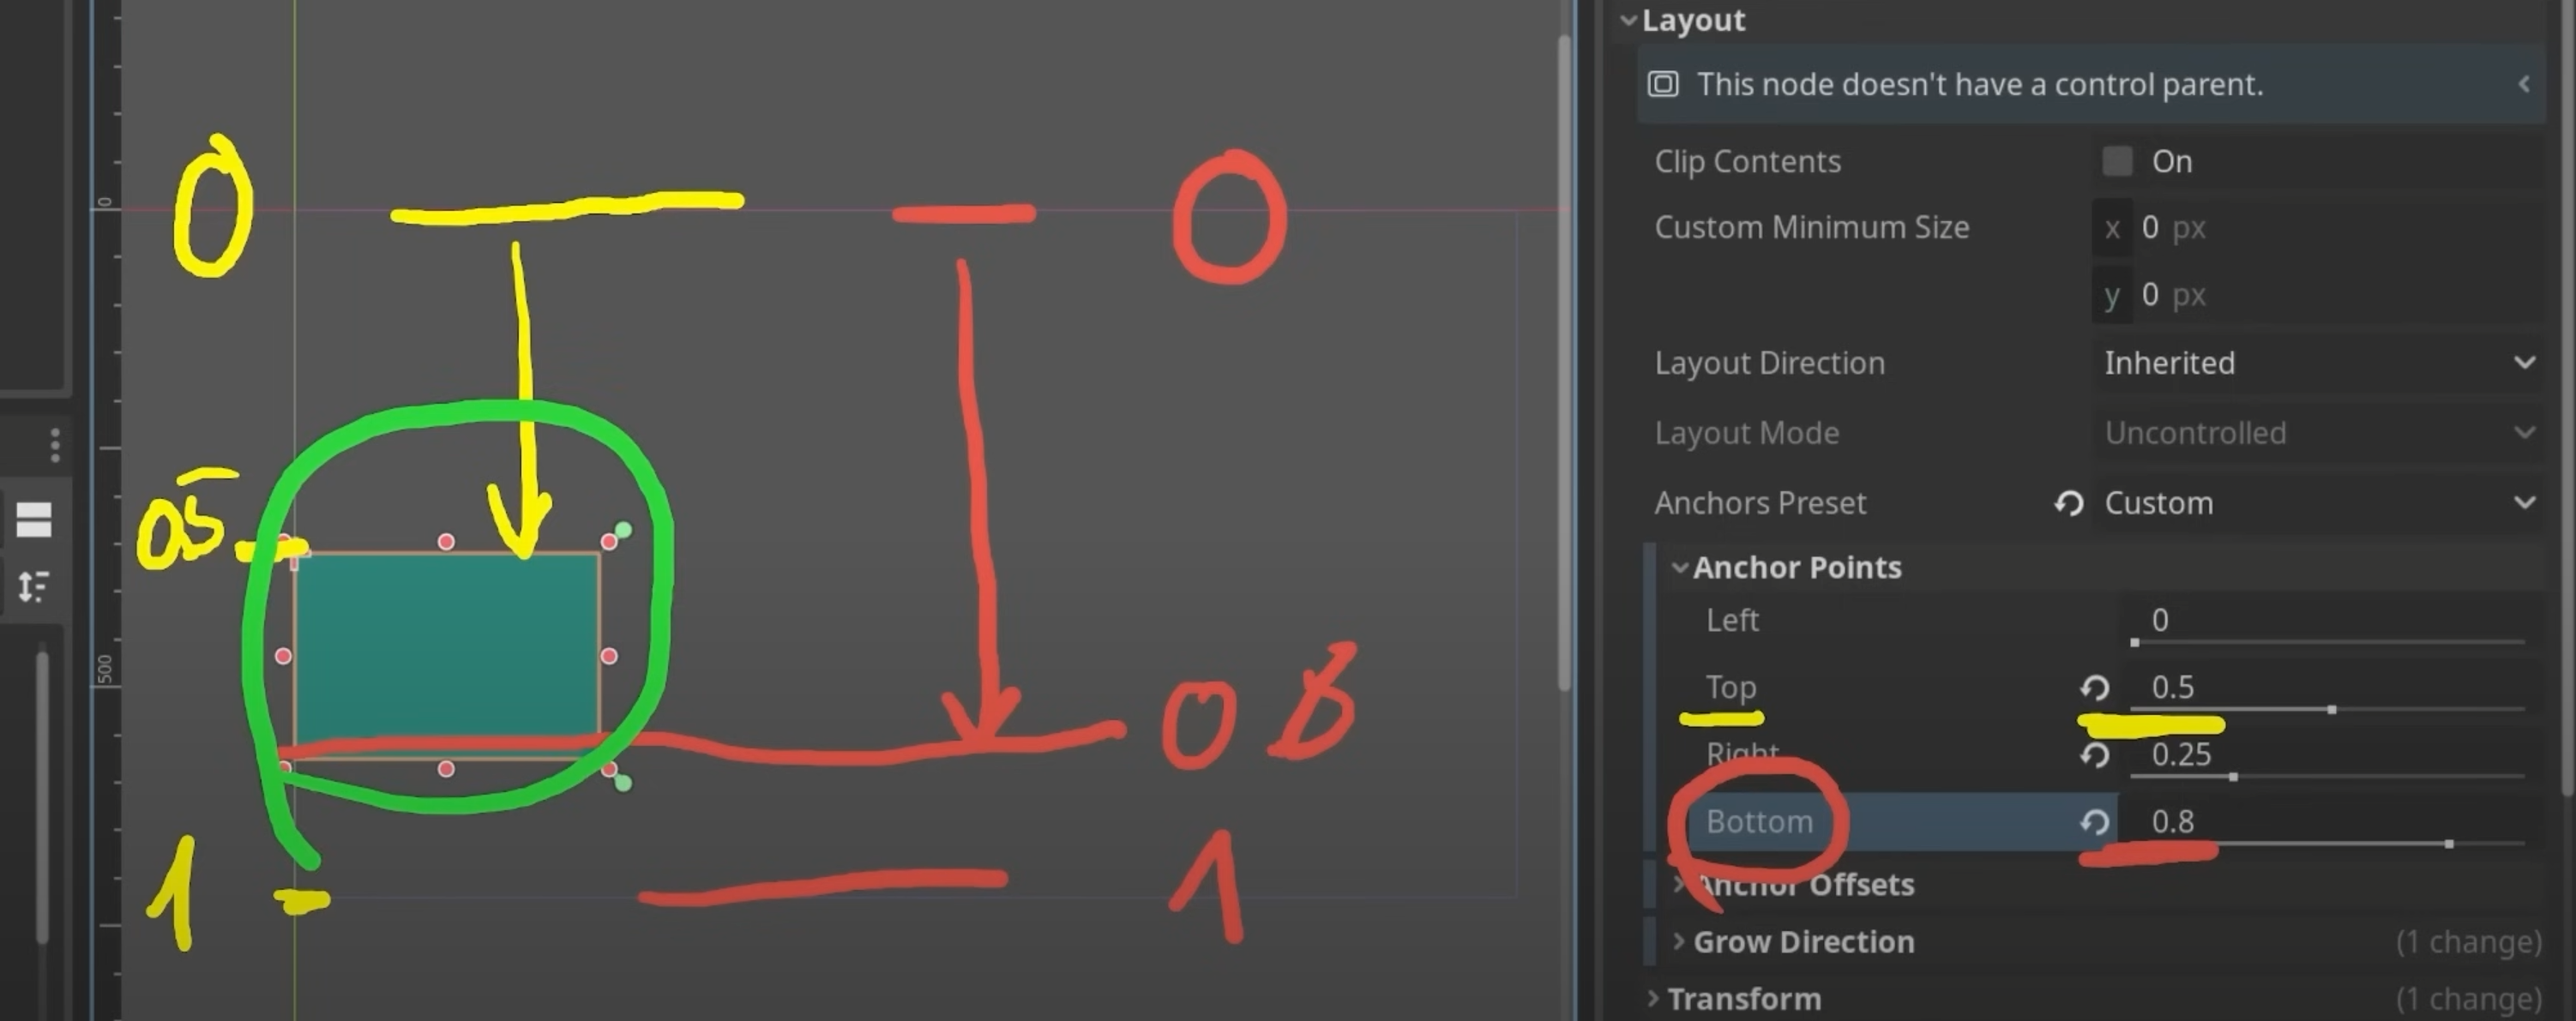 Layout
This node doesn't have a control parent.
Clip Contents
On
Custom Minimum Size
x 0 px
y 0 px
Layout Direction
Inherited
Layout Mode
Uncontrolled
Anchors Preset
Custom
Anchor Points
Left
0
Top
0.5
Right
0.25
Bottom
0.8
Anchor Offsets
Grow Direction
(1 change)
Transform
(1 change)
0
0
0
05
500
0 8
1
1